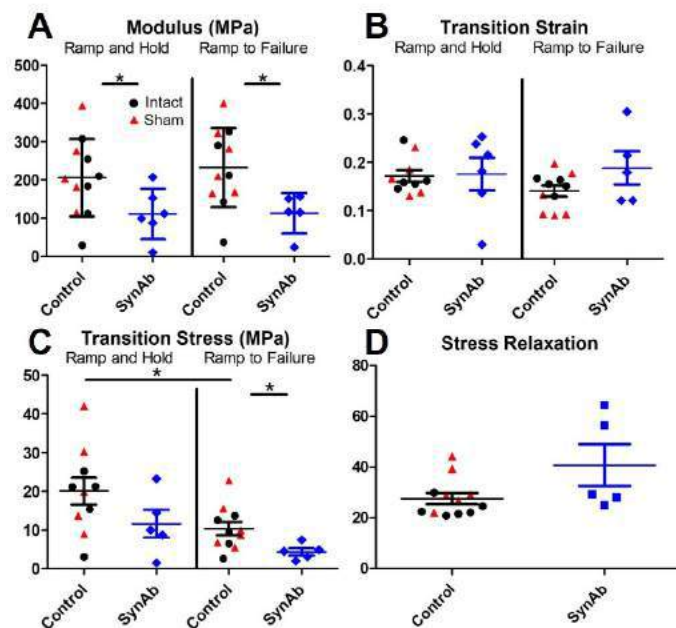 A
Modulus (MPa)
Ramp and Hold
Ramp to Failure
500
400
300
200
100
0
*
*
Intact
Sham
Control
SynAb
Control
SynAb
B
Transition Strain
Ramp and Hold
Ramp to Failure
0.4
0.3
0.2
0.1
0.0
Control
SynAb
Control
SynAb
C
Transition Stress (MPa)
Ramp and Hold
Ramp to Failure
50
40
30
20
10
0
*
*
Control
SynAb
Control
SynAb
D
Stress Relaxation
80
60
40
20
0
Control
SynAb